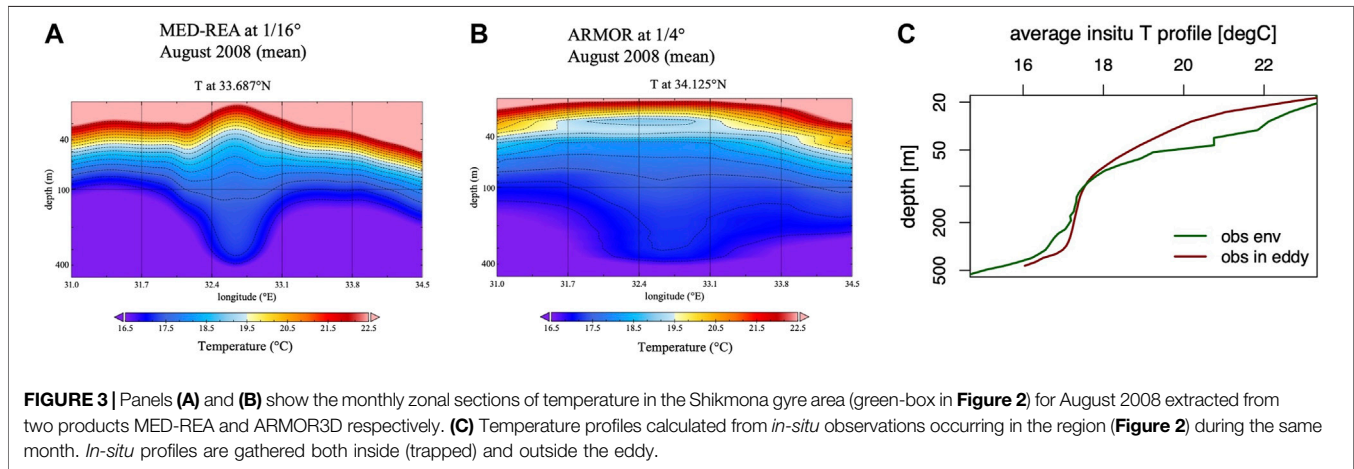 A
MED-REA at 1/16°
August 2008 (mean)
T at 33.687°N
40
100
400
depth (m)
31.0 31.7 32.4 33.1 33.8 34.5
longitude (°E)
16.5 17.5 18.5 19.5 20.5 21.5 22.5
Temperature (°C)
B
ARMOR at 1/4°
August 2008 (mean)
T at 34.125°N
40
100
400
depth (m)
31.0 31.7 32.4 33.1 33.8 34.5
longitude (°E)
16.5 17.5 18.5 19.5 20.5 21.5 22.5
Temperature (°C)
C
average insitu T profile [degC]
16 18 20 22
20
50
200
500
depth [m]
obs env
obs in eddy
FIGURE 3 | Panels (A) and (B) show the monthly zonal sections of temperature in the Shikmona gyre area (green-box in Figure 2) for August 2008 extracted from
two products MED-REA and ARMOR3D respectively. (C) Temperature profiles calculated from in-situ observations occurring in the region (Figure 2) during the same
month. In-situ profiles are gathered both inside (trapped) and outside the eddy.